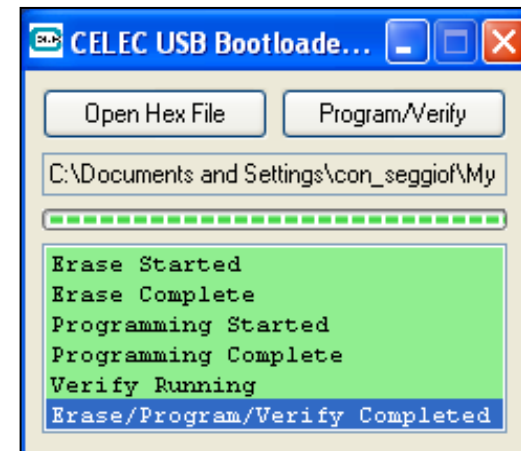 CELEC USB Bootloade...
Open Hex File Program/Verify
C:\Documents and Settings\con_seggiof\My
Erase Started
Erase Complete
Programming Started
Programming Complete
Verify Running
Erase/Program/Verify Completed